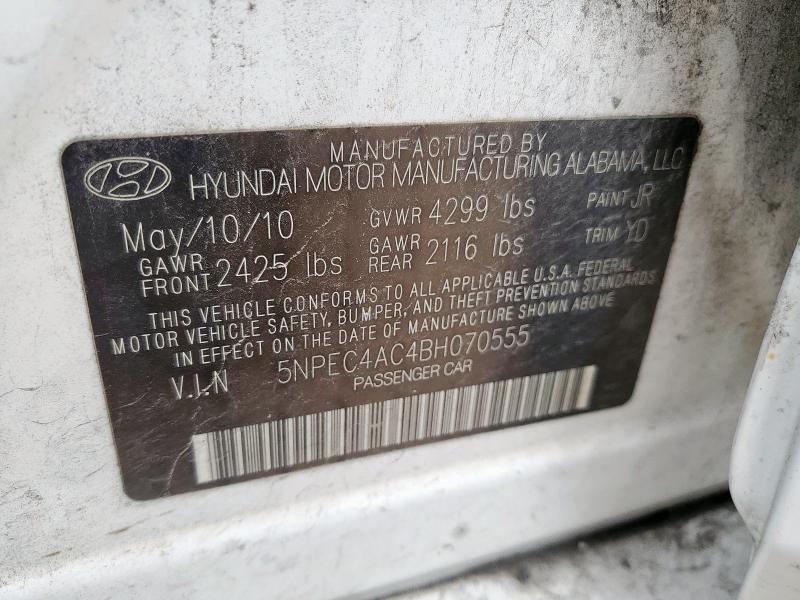 MANUFACTURED BY
HYUNDAI MOTOR MANUFACTURING ALABAMA, LLC
May/10/10 GVWR 4299 lbs PAINT JR
GAWR FRONT 2425 lbs GAWR REAR 2116 lbs TRIM YD
THIS VEHICLE CONFORMS TO ALL APPLICABLE U.S.A. FEDERAL
MOTOR VEHICLE SAFETY, BUMPER, AND THEFT PREVENTION STANDARDS
IN EFFECT ON THE DATE OF MANUFACTURE SHOWN ABOVE
V.I.N 5NPEC4AC4BH070555
PASSENGER CAR